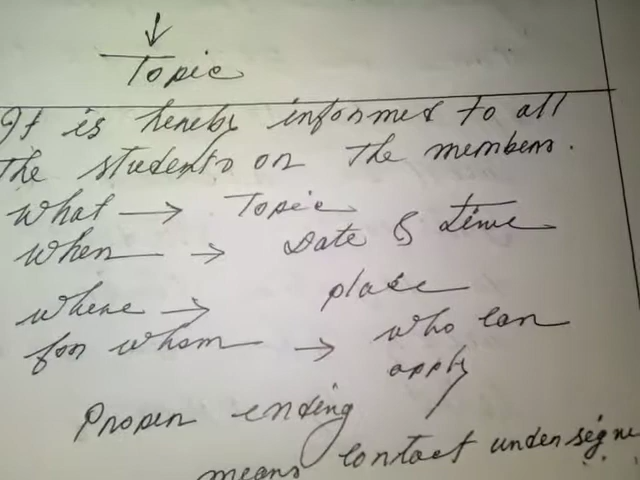 ↓
Topic
It is hereby informed to all
the students or the members.
what → Topic
when → Date & time
where → place
for whom → who can
apply
Proper ending
means contact undersigne